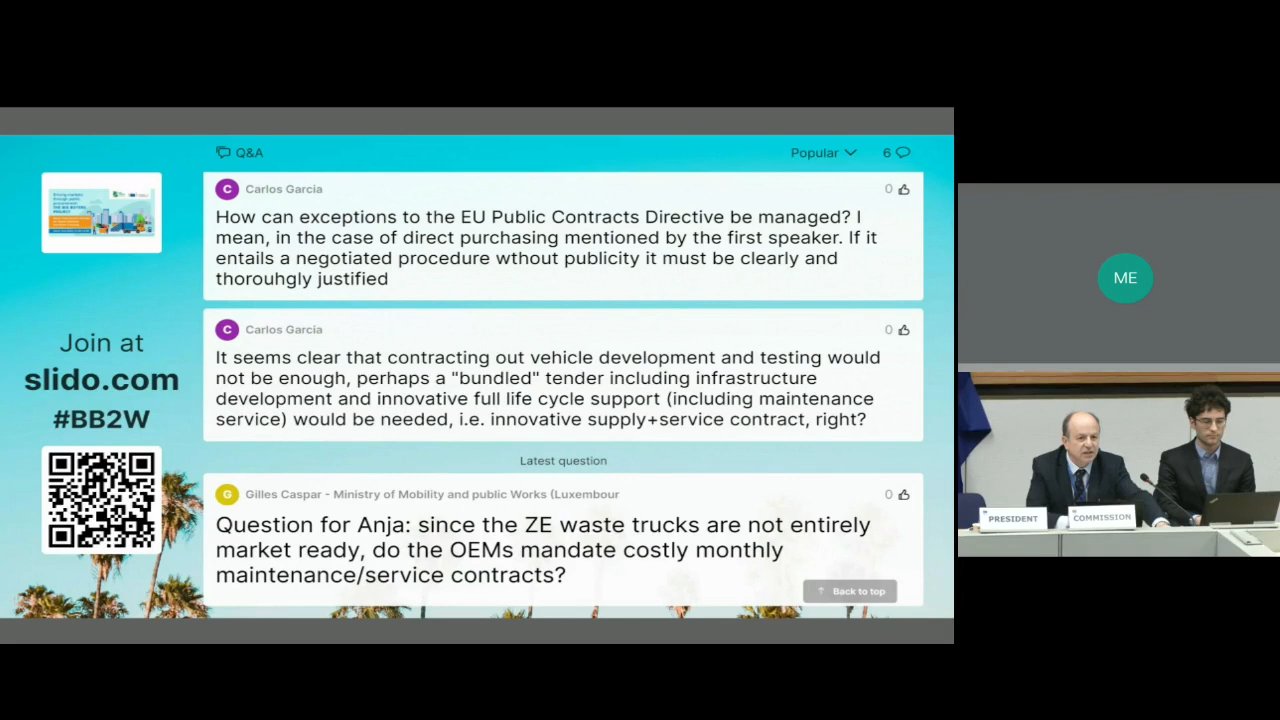 Q&A
Popular
6
Carlos Garcia
0
How can exceptions to the EU Public Contracts Directive be managed? I
mean, in the case of direct purchasing mentioned by the first speaker. If it
entails a negotiated procedure wthout publicity it must be clearly and
thorouhgly justified
Carlos Garcia
0
It seems clear that contracting out vehicle development and testing would
not be enough, perhaps a "bundled" tender including infrastructure
development and innovative full life cycle support (including maintenance
service) would be needed, i.e. innovative supply+service contract, right?
Latest question
G
Gilles Caspar - Ministry of Mobility and public Works (Luxembour
0
Question for Anja: since the ZE waste trucks are not entirely
market ready, do the OEMs mandate costly monthly
maintenance/service contracts?
Back to top
Join at
slido.com
#BB2W
C
C
ME
PRESIDENT
COMMISSION